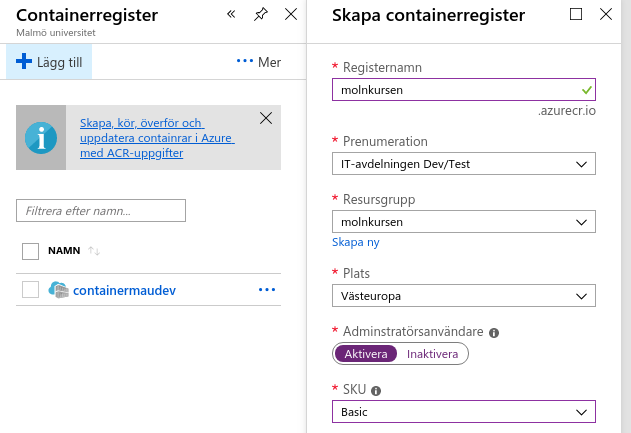 Containerregister
Malmö universitet
Lägg till
Mer
Skapa, kör, överför och
uppdatera containrar i Azure
med ACR-uppgifter
Filtrera efter namn...
NAMN
containermaudev
Skapa containerregister
* Registernamn
molnkursen
.azurecr.io
* Prenumeration
IT-avdelningen Dev/Test
* Resursgrupp
molnkursen
Skapa ny
* Plats
Västeuropa
* Adminstratörsanvändare
Aktivera Inaktivera
* SKU
Basic